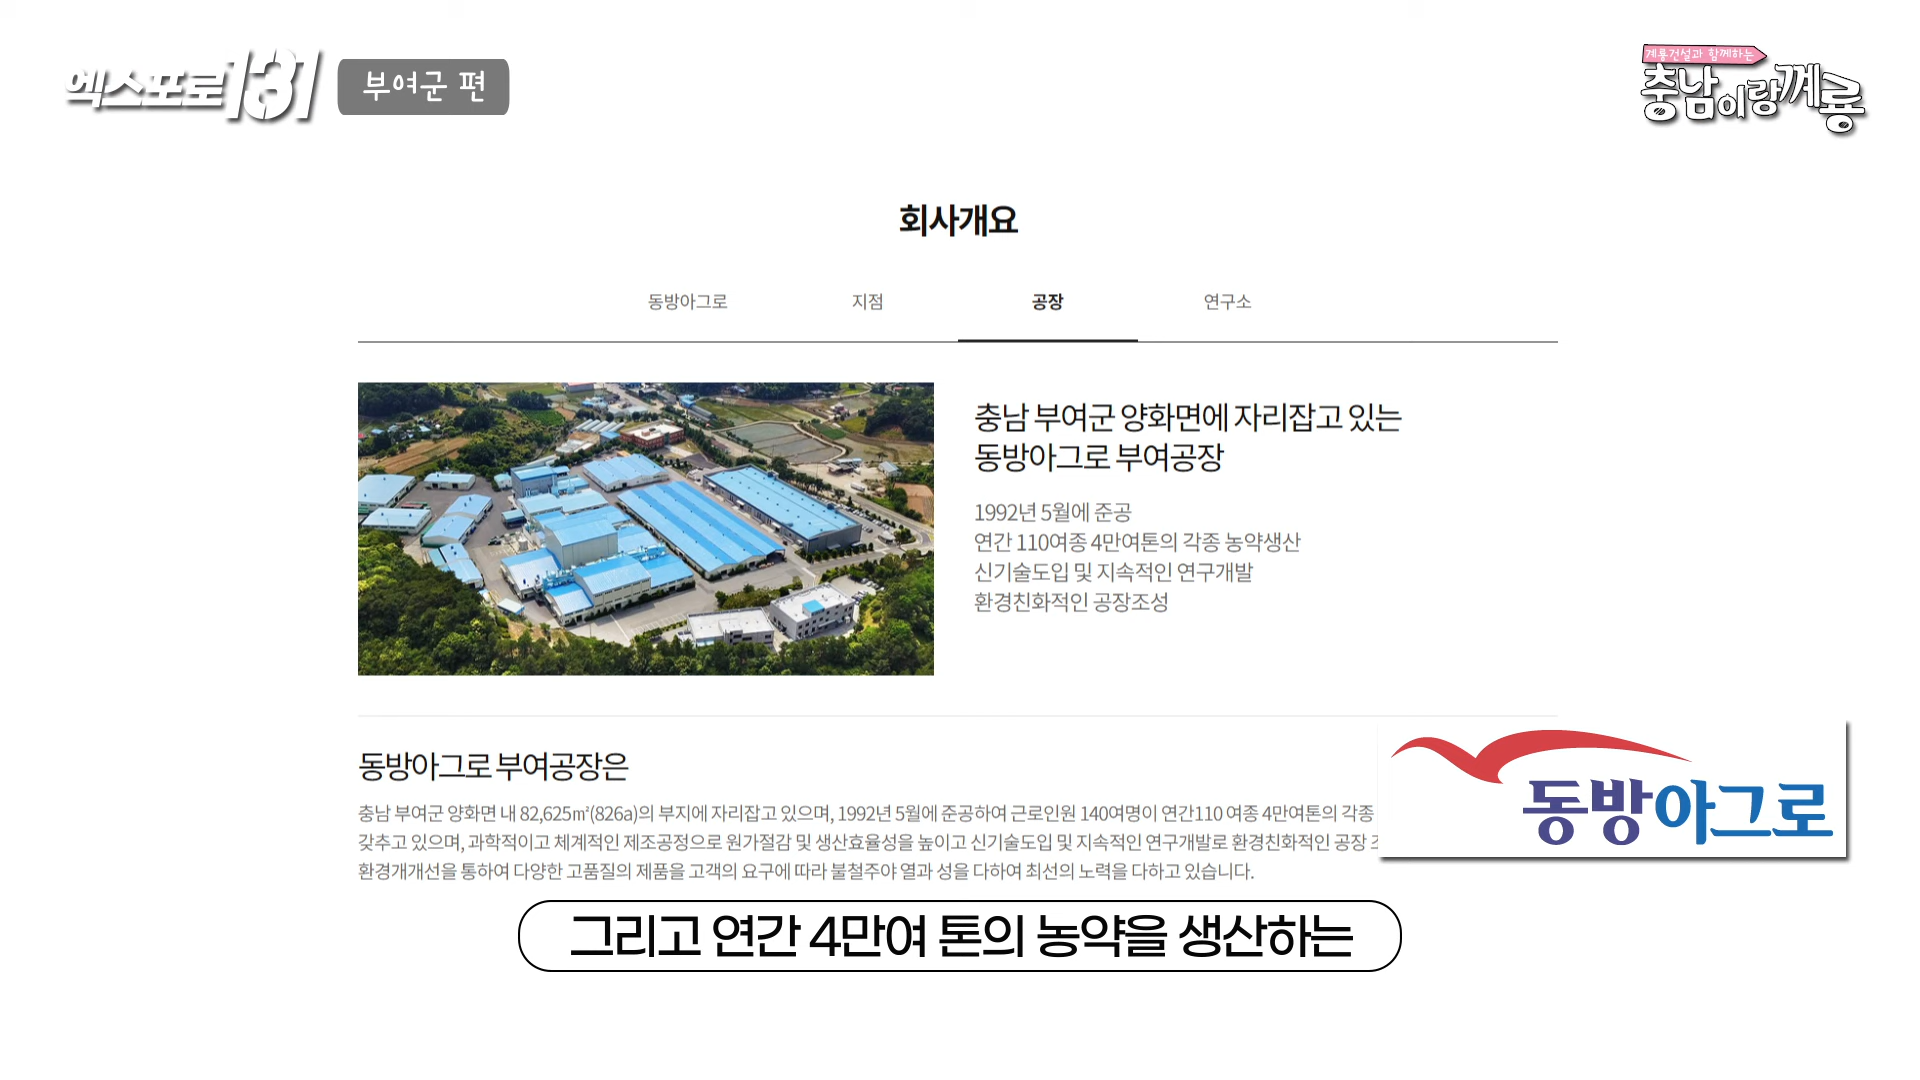 엑스포로131 부여군 편
계룡건설과 함께하는
충남이랑께룡
회사개요
동방아그로 지점 공장 연구소
충남 부여군 양화면에 자리잡고 있는
동방아그로 부여공장
1992년 5월에 준공
연간 110여종 4만여톤의 각종 농약생산
신기술도입 및 지속적인 연구개발
환경친화적인 공장조성
동방아그로 부여공장은
충남 부여군 양화면 내 82,625㎡(826a)의 부지에 자리잡고 있으며, 1992년 5월에 준공하여 근로인원 140여명이 연간110 여종 4만여톤의 각종
갖추고 있으며, 과학적이고 체계적인 제조공정으로 원가절감 및 생산효율성을 높이고 신기술도입 및 지속적인 연구개발로 환경친화적인 공장
환경개개선을 통하여 다양한 고품질의 제품을 고객의 요구에 따라 불철주야 열과 성을 다하여 최선의 노력을 다하고 있습니다.
동방아그로
그리고 연간 4만여 톤의 농약을 생산하는